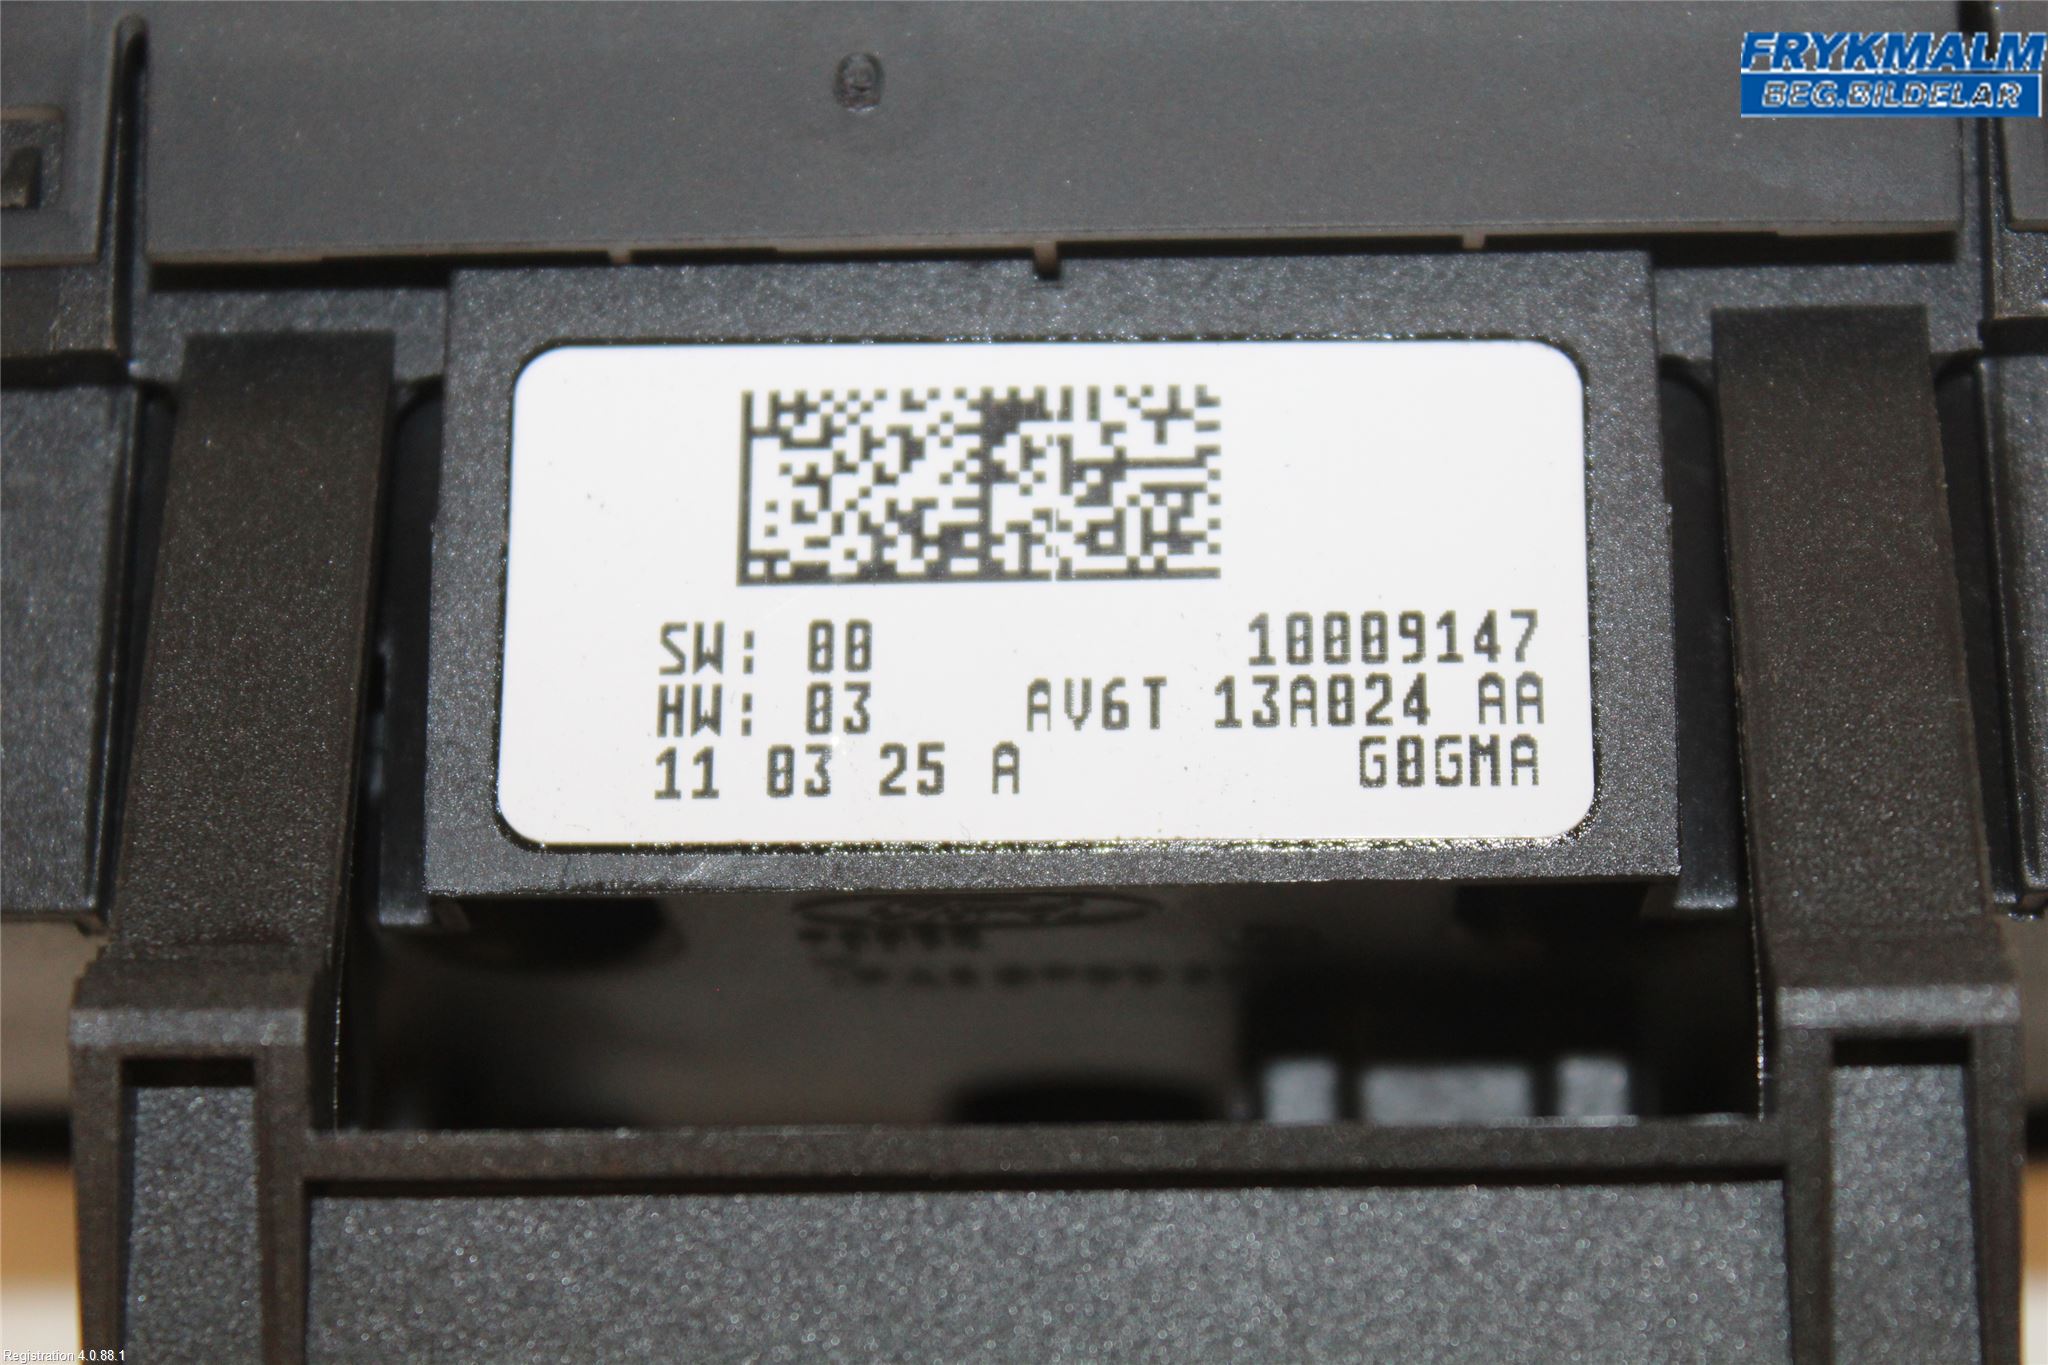 FRYKMALM
BEG.BILDELAR
SW: 00 10009147
HW: 03 AV6T 13A024 AA
11 03 25 A G0GMA
Registration 4.0.88.1